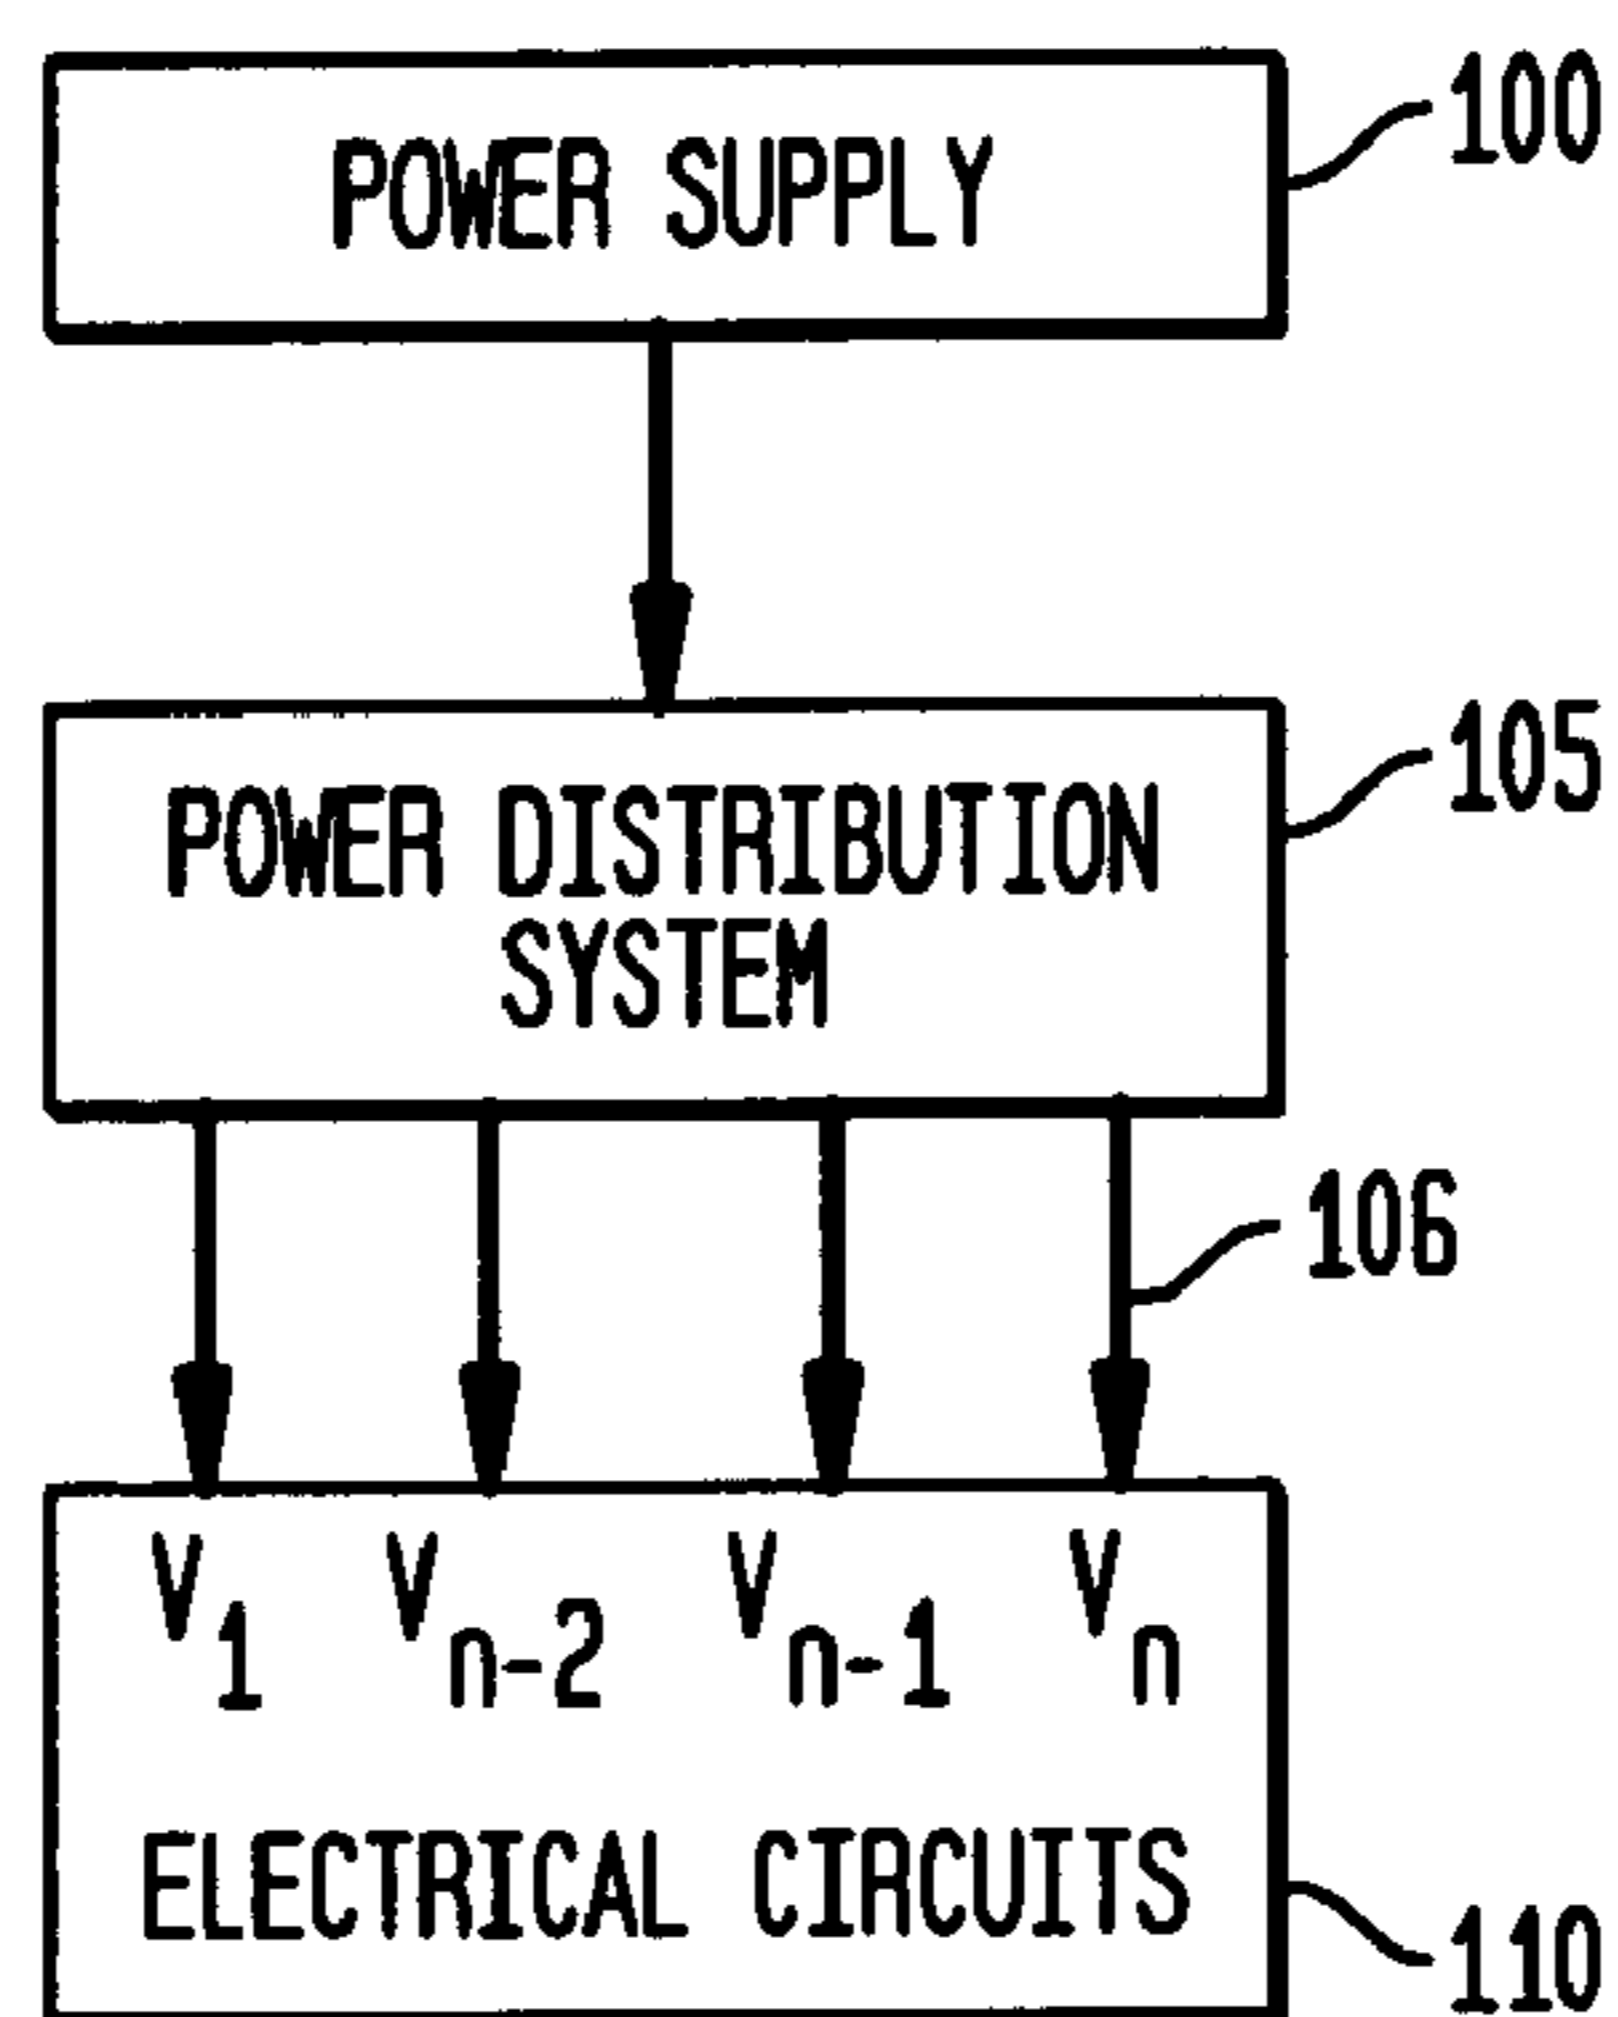 POWER SUPPLY
100
POWER DISTRIBUTION
SYSTEM
105
106
V1 Vn-2 Vn-1 Vn
ELECTRICAL CIRCUITS
110